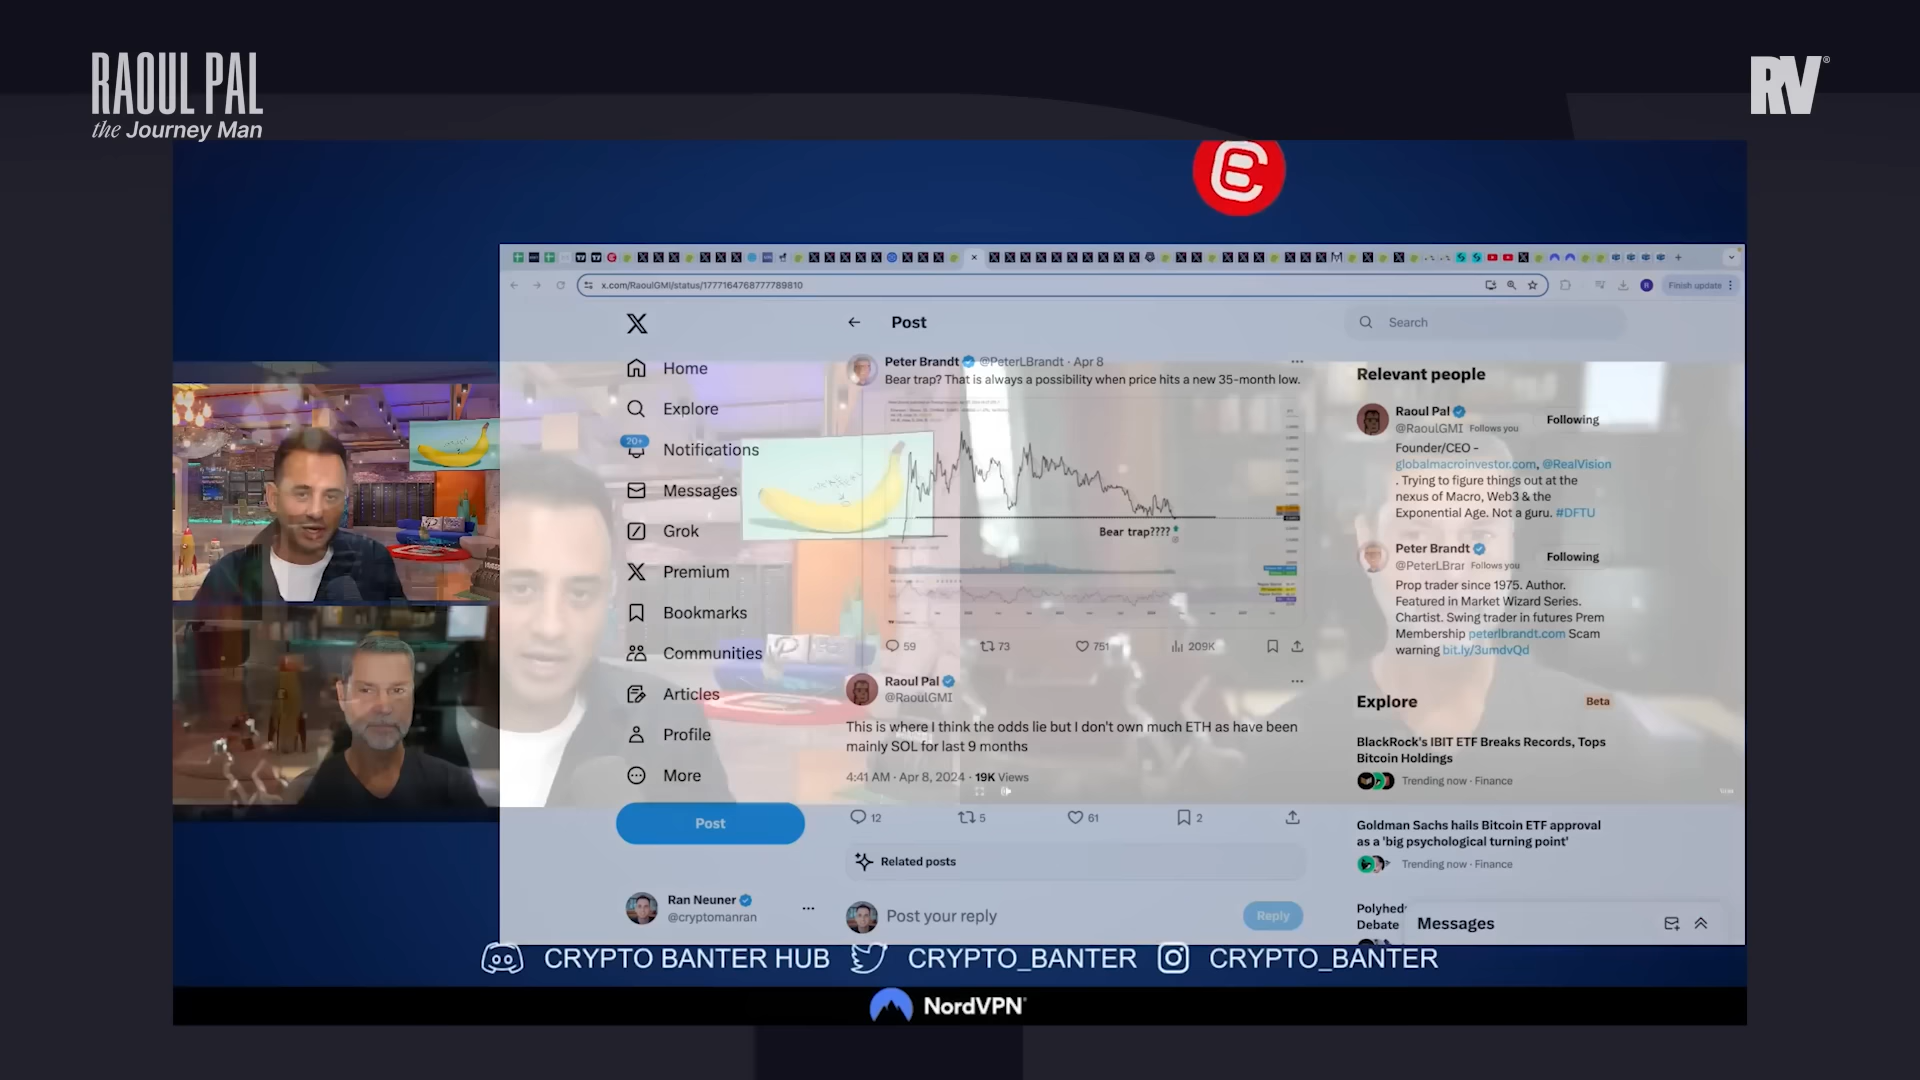 RAOUL PAL
the Journey Man
RV®
x.com/RaoulGMI/status/1777164768777789810
Finish update
Post
Search
Home
Explore
20+
Notifications
Messages
Grok
Premium
Bookmarks
Communities
Articles
Profile
More
Post
Ran Neuner
@cryptomanran
Peter Brandt @PeterLBrandt · Apr 8
Bear trap? That is always a possibility when price hits a new 35-month low.
Bear trap????
59
73
751
209K
Raoul Pal
@RaoulGMI
This is where I think the odds lie but I don't own much ETH as have been
mainly SOL for last 9 months
4:41 AM · Apr 8, 2024 · 19K Views
12
5
61
2
Related posts
Post your reply
Reply
Relevant people
Raoul Pal
@RaoulGMI Follows you
Following
Founder/CEO -
globalmacroinvestor.com, @RealVision
. Trying to figure things out at the
nexus of Macro, Web3 & the
Exponential Age. Not a guru. #DFTU
Peter Brandt
@PeterLBrar Follows you
Following
Prop trader since 1975. Author.
Featured in Market Wizard Series.
Chartist. Swing trader in futures Prem
Membership peterlbrandt.com Scam
warning bit.ly/3umdvQd
Explore
Beta
BlackRock's IBIT ETF Breaks Records, Tops
Bitcoin Holdings
Trending now · Finance
Goldman Sachs hails Bitcoin ETF approval
as a 'big psychological turning point'
Trending now · Finance
Debate
Messages
CRYPTO BANTER HUB
CRYPTO_BANTER
CRYPTO_BANTER
NordVPN®